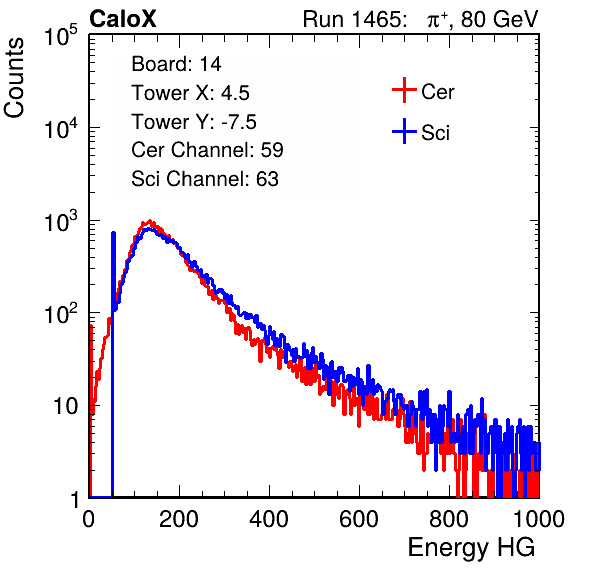 CaloX Run 1465: π⁺, 80 GeV
Counts
Board: 14
Tower X: 4.5
Tower Y: -7.5
Cer Channel: 59
Sci Channel: 63
Cer
Sci
10⁵
10⁴
10³
10²
10
1
0 200 400 600 800 1000
Energy HG